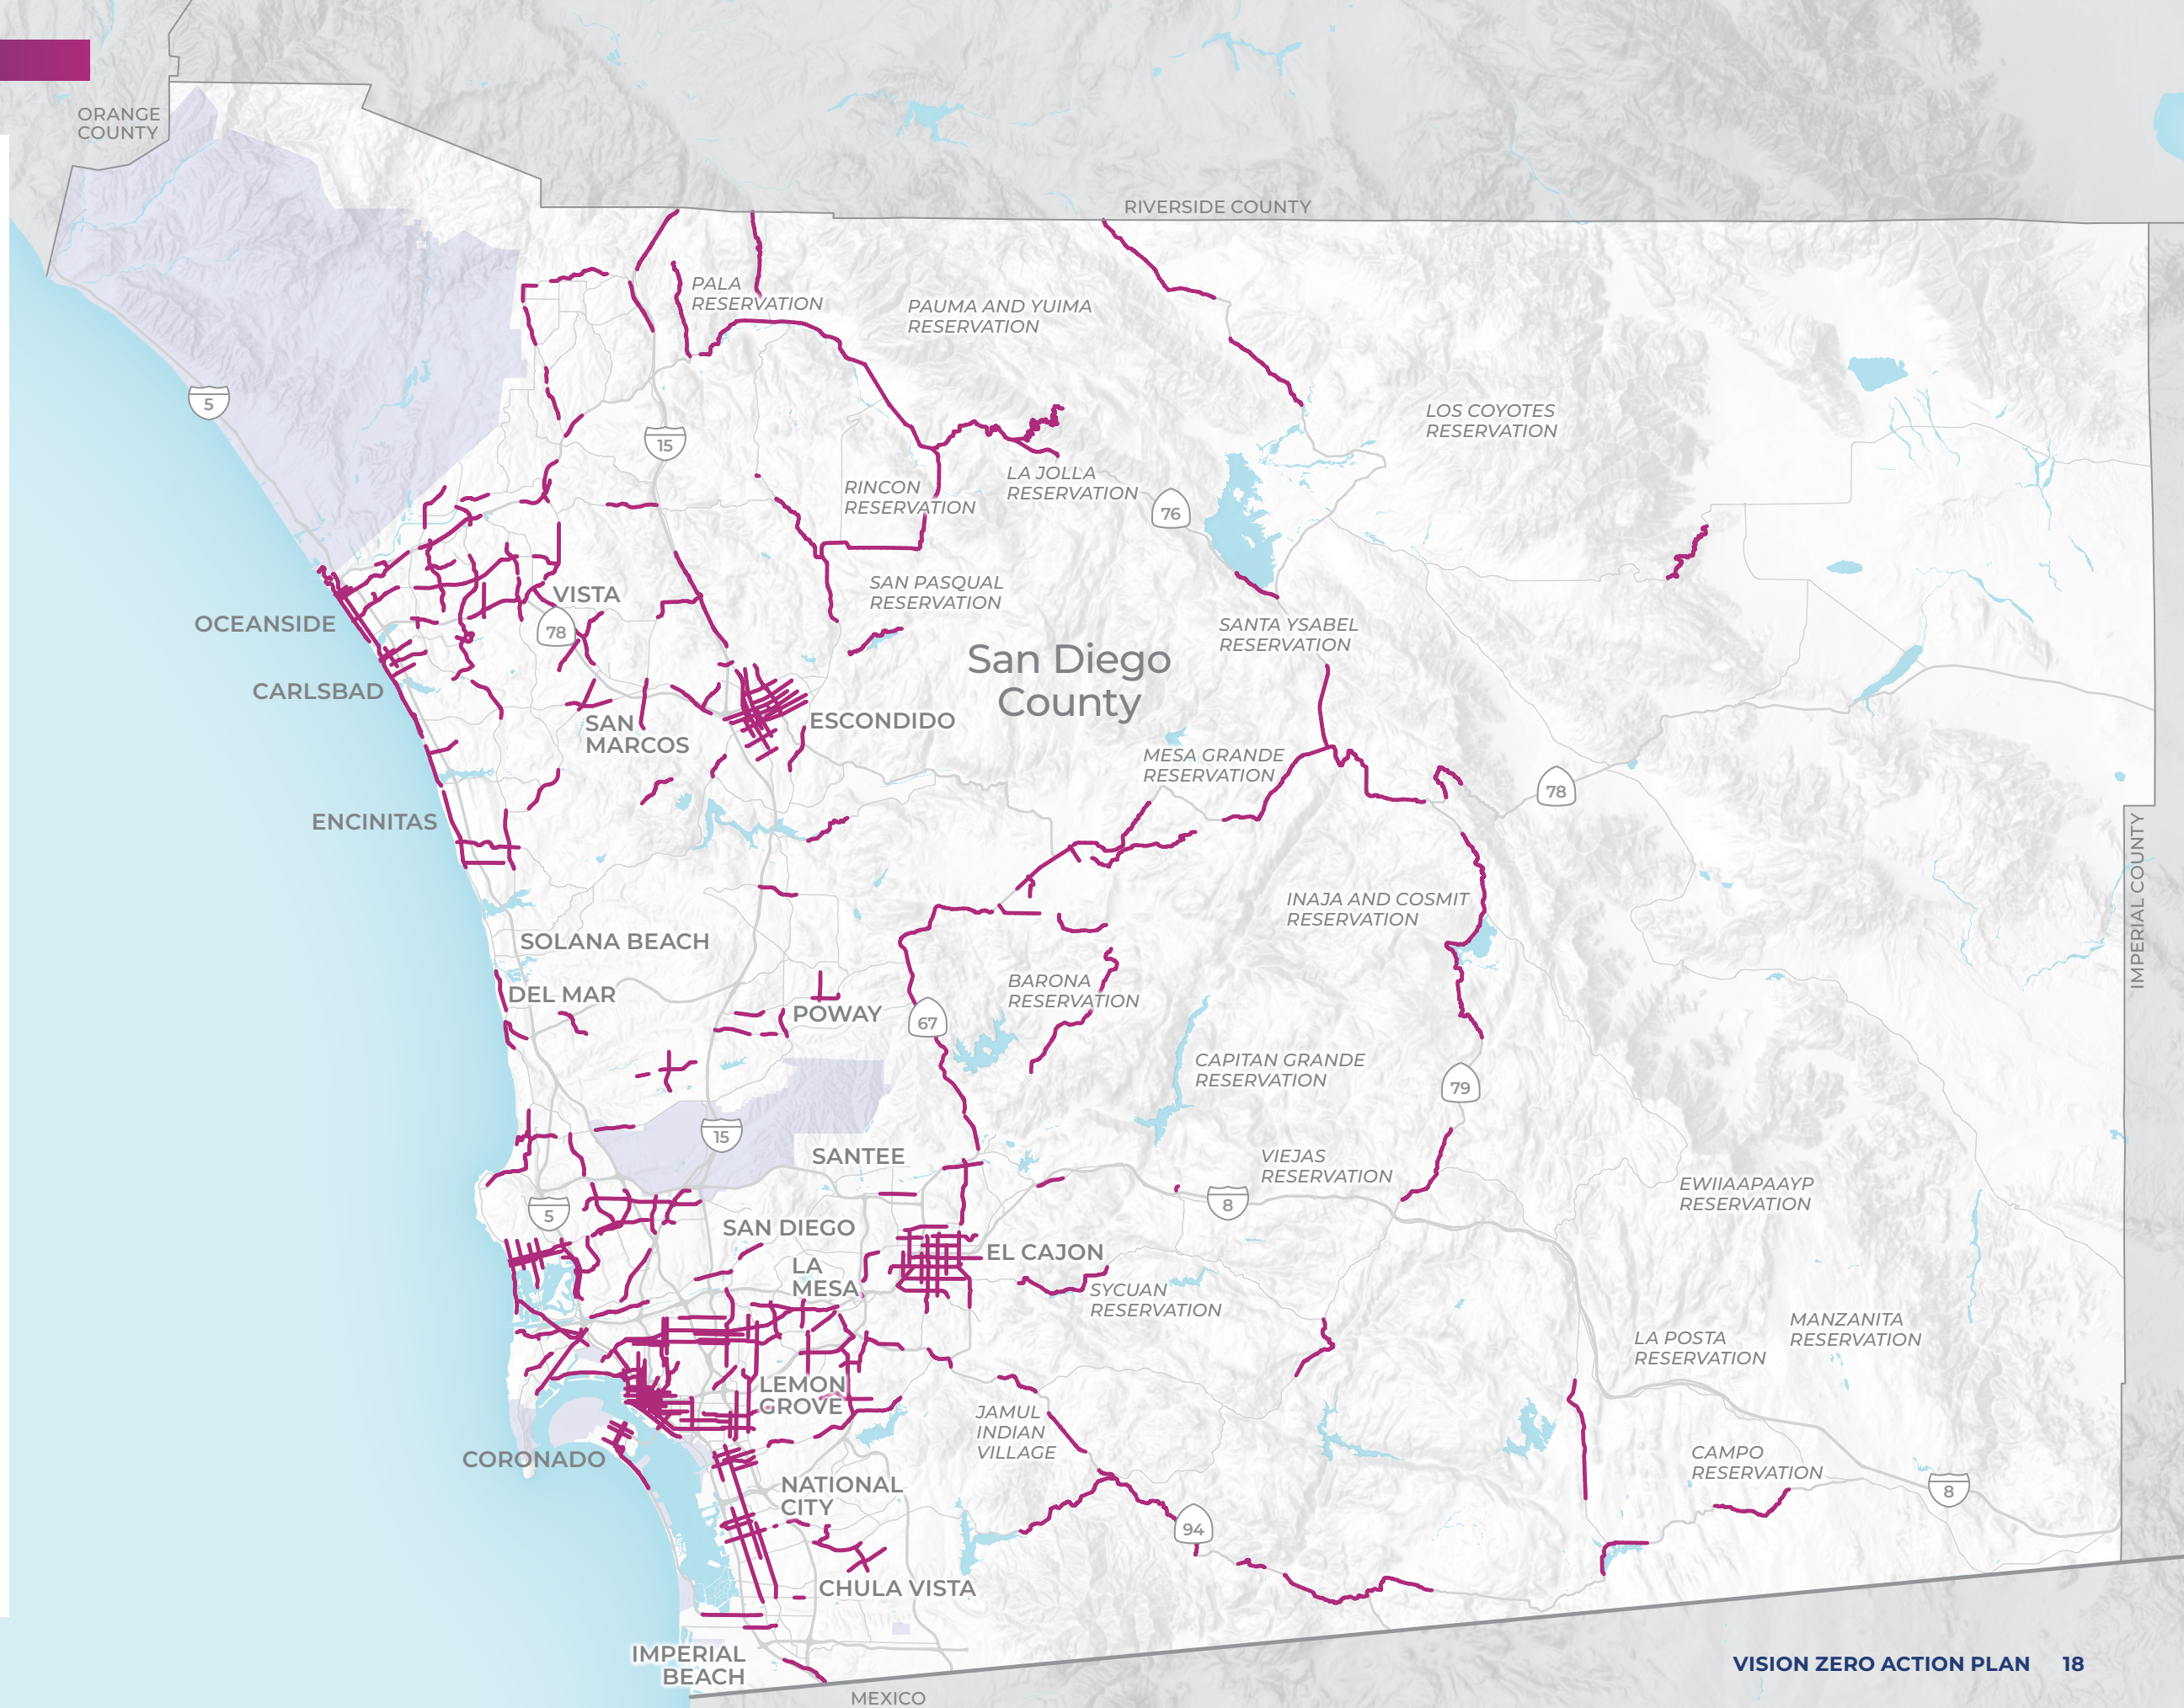 ORANGE
COUNTY
RIVERSIDE COUNTY
PALA
RESERVATION
PAUMA AND YUIMA
RESERVATION
5
15
LOS COYOTES
RESERVATION
RINCON
RESERVATION
LA JOLLA
RESERVATION
76
SAN PASQUAL
RESERVATION
VISTA
OCEANSIDE
78
SANTA YSABEL
RESERVATION
San Diego
County
CARLSBAD
SAN
MARCOS
ESCONDIDO
MESA GRANDE
RESERVATION
78
ENCINITAS
IMPERIAL COUNTY
INAJA AND COSMIT
RESERVATION
SOLANA BEACH
DEL MAR
BARONA
RESERVATION
POWAY
67
CAPITAN GRANDE
RESERVATION
79
15
SANTEE
VIEJAS
RESERVATION
8
EWIIAAPAAYP
RESERVATION
5
SAN DIEGO
LA
MESA
EL CAJON
SYCUAN
RESERVATION
LA POSTA
RESERVATION
MANZANITA
RESERVATION
LEMON
GROVE
JAMUL
INDIAN
VILLAGE
CORONADO
CAMPO
RESERVATION
8
NATIONAL
CITY
94
CHULA VISTA
IMPERIAL
BEACH
MEXICO
VISION ZERO ACTION PLAN 18